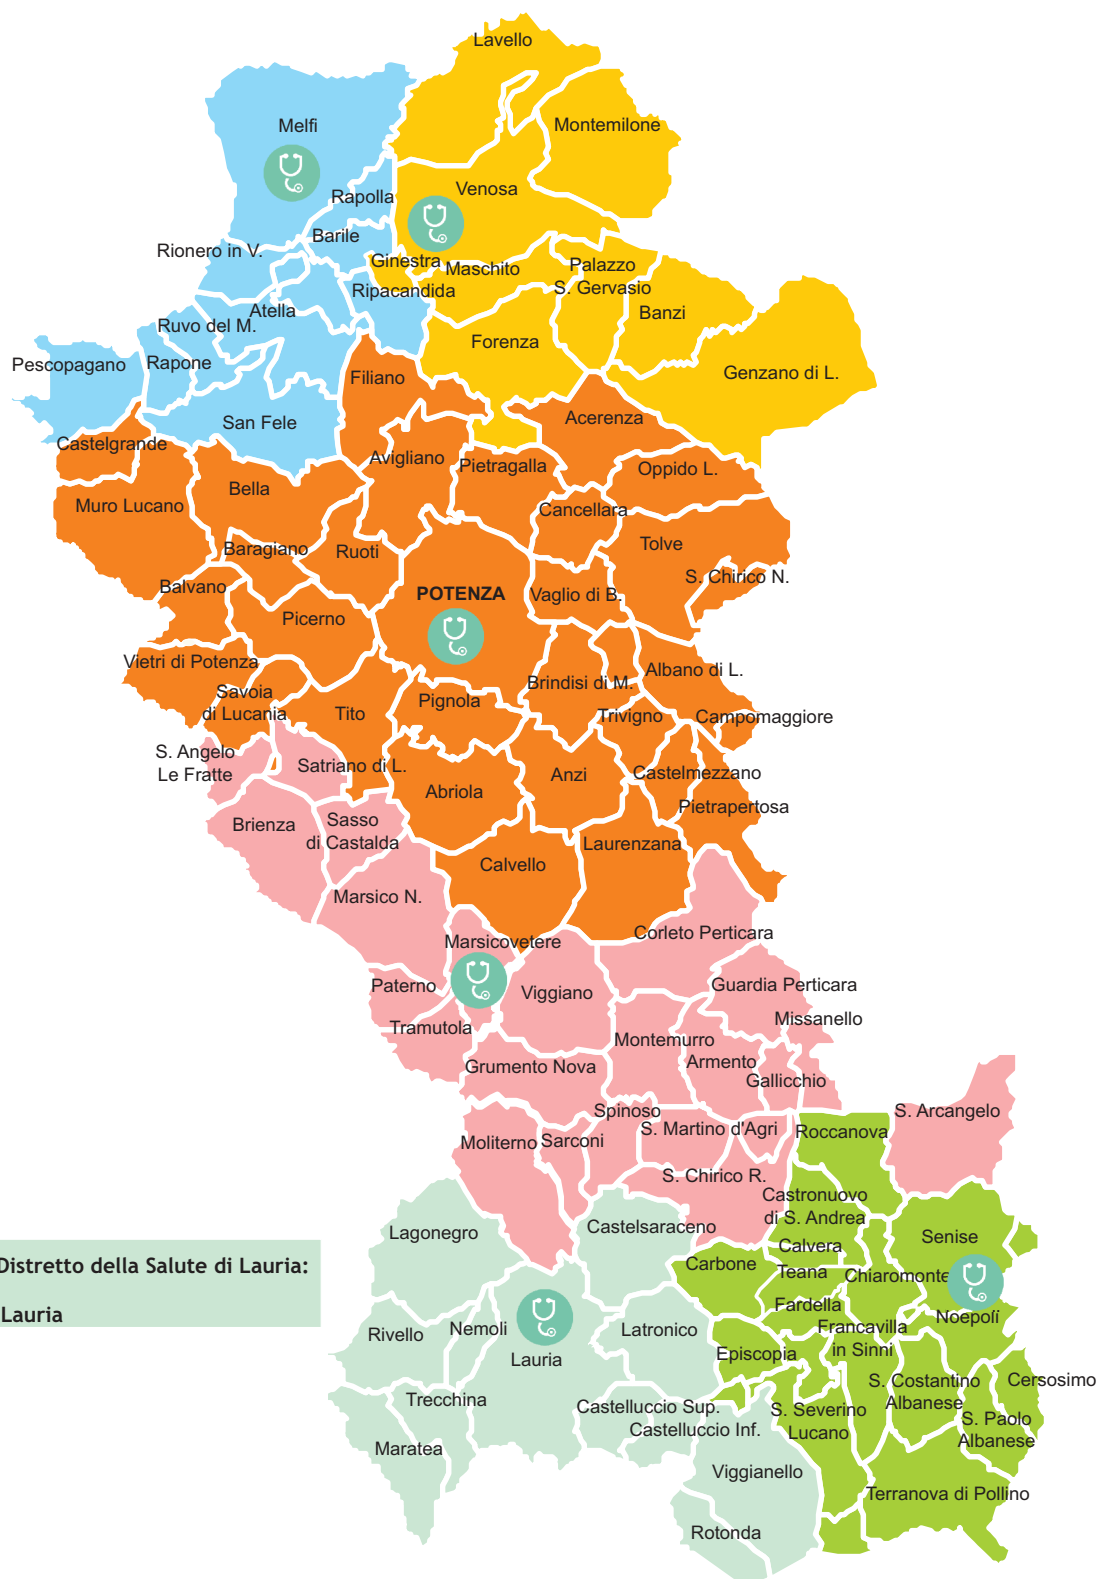 Lavello
Melfi
Montemilone
Rapolla
Venosa
Barile
Rionero in V.
Ginestra
Maschito
Palazzo
S. Gervasio
Ripacandida
Atella
Banzi
Ruvo del M.
Forenza
Pescopagano
Rapone
Genzano di L.
Filiano
San Fele
Acerenza
Castelgrande
Avigliano
Pietragalla
Oppido L.
Bella
Muro Lucano
Cancellara
Baragiano
Ruoti
Tolve
S. Chirico N.
Balvano
POTENZA
Vaglio di B.
Picerno
Vietri di Potenza
Albano di L.
Savoia
di Lucania
Brindisi di M.
Pignola
Tito
Trivigno
Campomaggiore
S. Angelo
Le Fratte
Satriano di L.
Anzi
Castelmezzano
Abriola
Pietrapertosa
Brienza
Sasso
di Castalda
Laurenzana
Calvello
Marsico N.
Corleto Perticara
Marsicovetere
Paterno
Viggiano
Guardia Perticara
Missanello
Tramutola
Montemurro
Armento
Grumento Nova
Gallicchio
Spinoso
S. Arcangelo
Moliterno
Sarconi
S. Martino d'Agri
Roccanova
S. Chirico R.
Castronuovo
di S. Andrea
Lagonegro
Castelsaraceno
Calvera
Senise
Carbone
Teana
Chiaromonte
Distretto della Salute di Lauria:
Lauria
Fardella
Noepolí
Rivello
Nemoli
Latronico
Francavilla
in Sinni
Episcopia
Lauria
S. Costantino
Albanese
Cersosimo
Trecchina
Castelluccio Sup.
S. Severino
Lucano
S. Paolo
Albanese
Castelluccio Inf.
Maratea
Viggianello
Terranova di Pollino
Rotonda